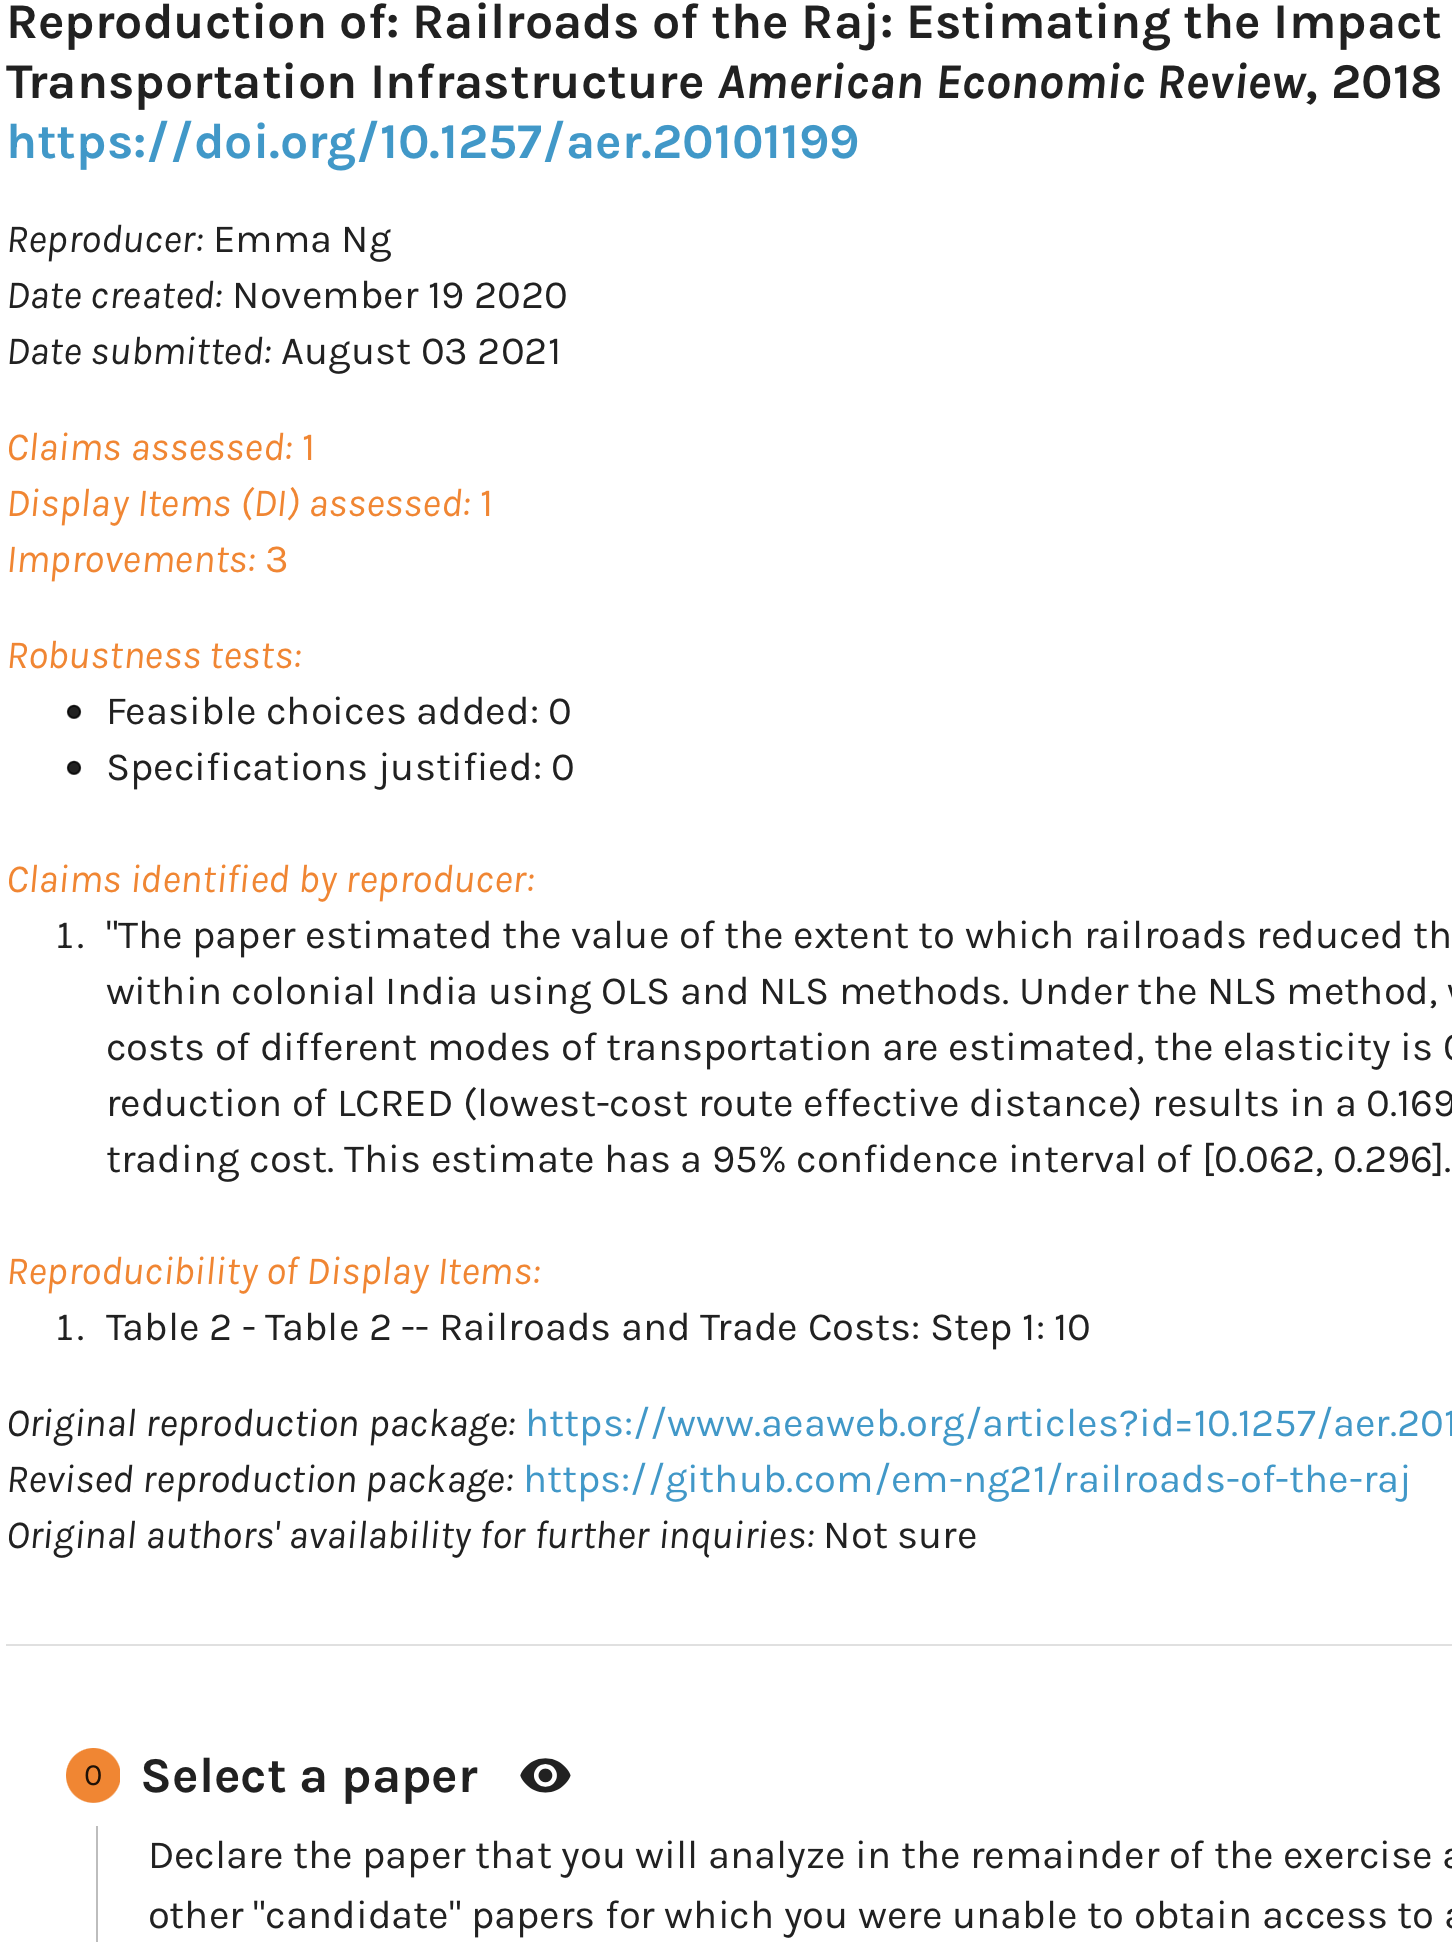 Reproduction of: Railroads of the Raj: Estimating the Impact
Transportation Infrastructure American Economic Review, 2018
https://doi.org/10.1257/aer.20101199
Reproducer: Emma Ng
Date created: November 19 2020
Date submitted: August 03 2021
Claims assessed: 1
Display Items (DI) assessed: 1
Improvements: 3
Robustness tests:
• Feasible choices added: 0
• Specifications justified: 0
Claims identified by reproducer:
1. "The paper estimated the value of the extent to which railroads reduced
within colonial India using OLS and NLS methods. Under the NLS method,
costs of different modes of transportation are estimated, the elasticity is
reduction of LCRED (lowest-cost route effective distance) results in a 0.169
trading cost. This estimate has a 95% confidence interval of [0.062, 0.296].
Reproducibility of Display Items:
1. Table 2 - Table 2 -- Railroads and Trade Costs: Step 1: 10
Original reproduction package: https://www.aeaweb.org/articles?id=10.1257/aer.201
Revised reproduction package: https://github.com/em-ng21/railroads-of-the-raj
Original authors' availability for further inquiries: Not sure
0 Select a paper
Declare the paper that you will analyze in the remainder of the exercise
other "candidate" papers for which you were unable to obtain access to